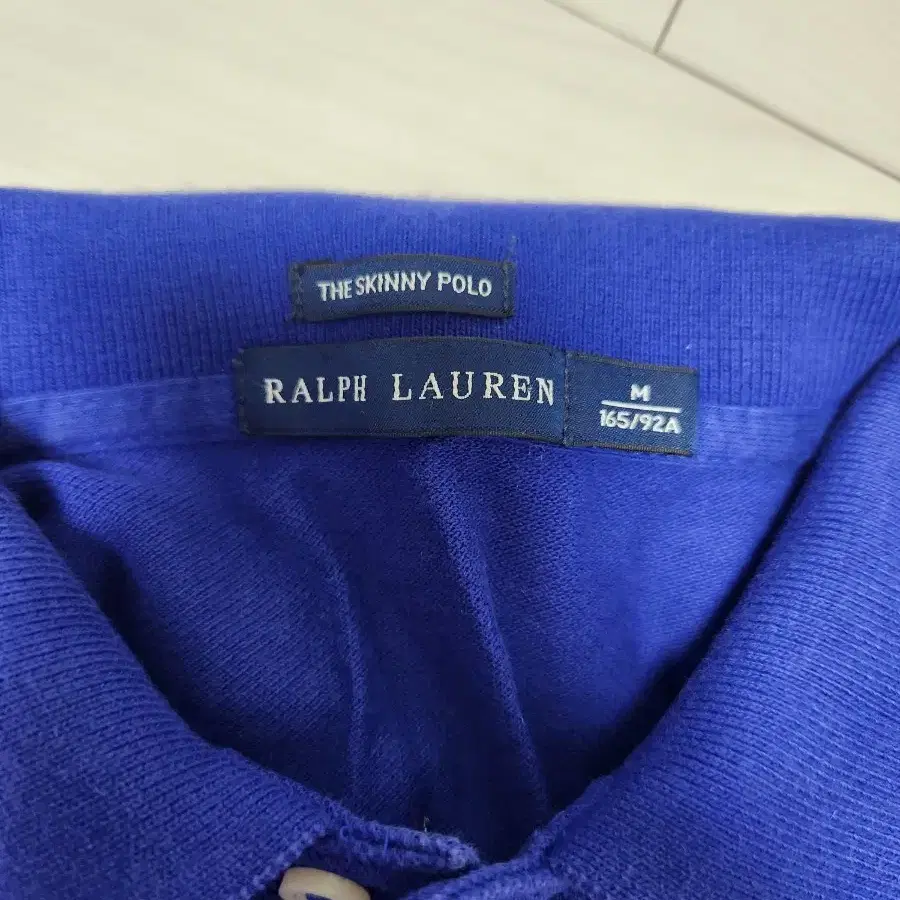 THE SKINNY POLO
RALPH LAUREN
M
165/92A